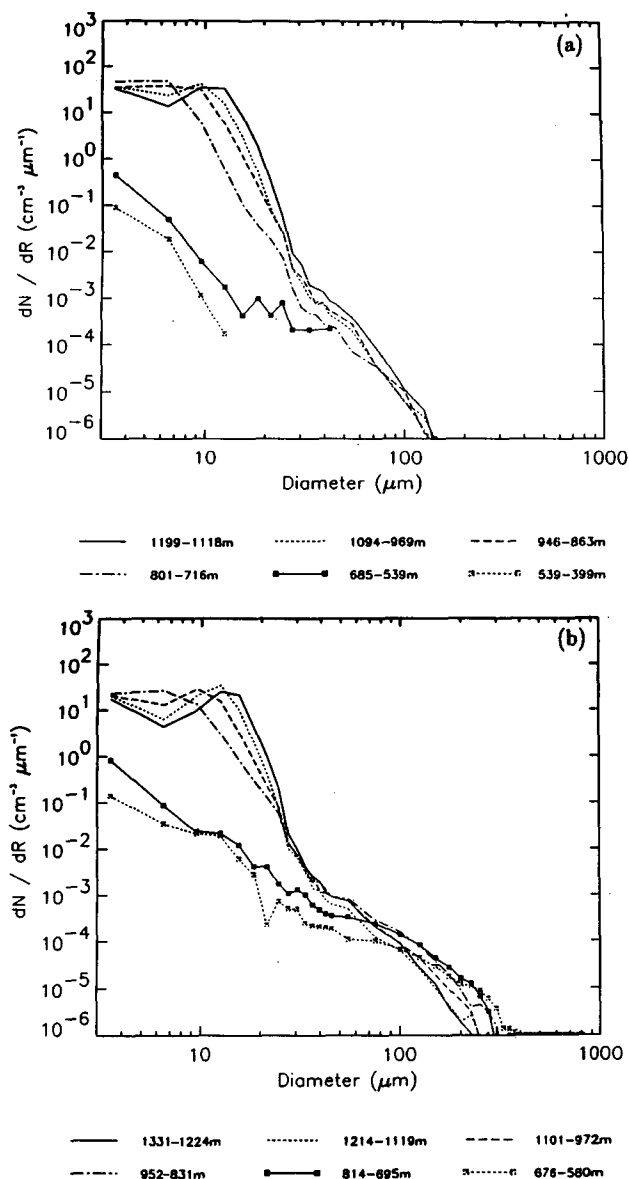 (a)
10³
10²
10¹
10⁰
10⁻¹
10⁻²
10⁻³
10⁻⁴
10⁻⁵
10⁻⁶
dN / dR (cm⁻³ μm⁻¹)
10 100 1000
Diameter (μm)
1199–1118m 1094–969m 946–863m
801–716m 685–539m 539–399m
(b)
10³
10²
10¹
10⁰
10⁻¹
10⁻²
10⁻³
10⁻⁴
10⁻⁵
10⁻⁶
dN / dR (cm⁻³ μm⁻¹)
10 100 1000
Diameter (μm)
1331–1224m 1214–1119m 1101–972m
952–831m 814–695m 676–580m